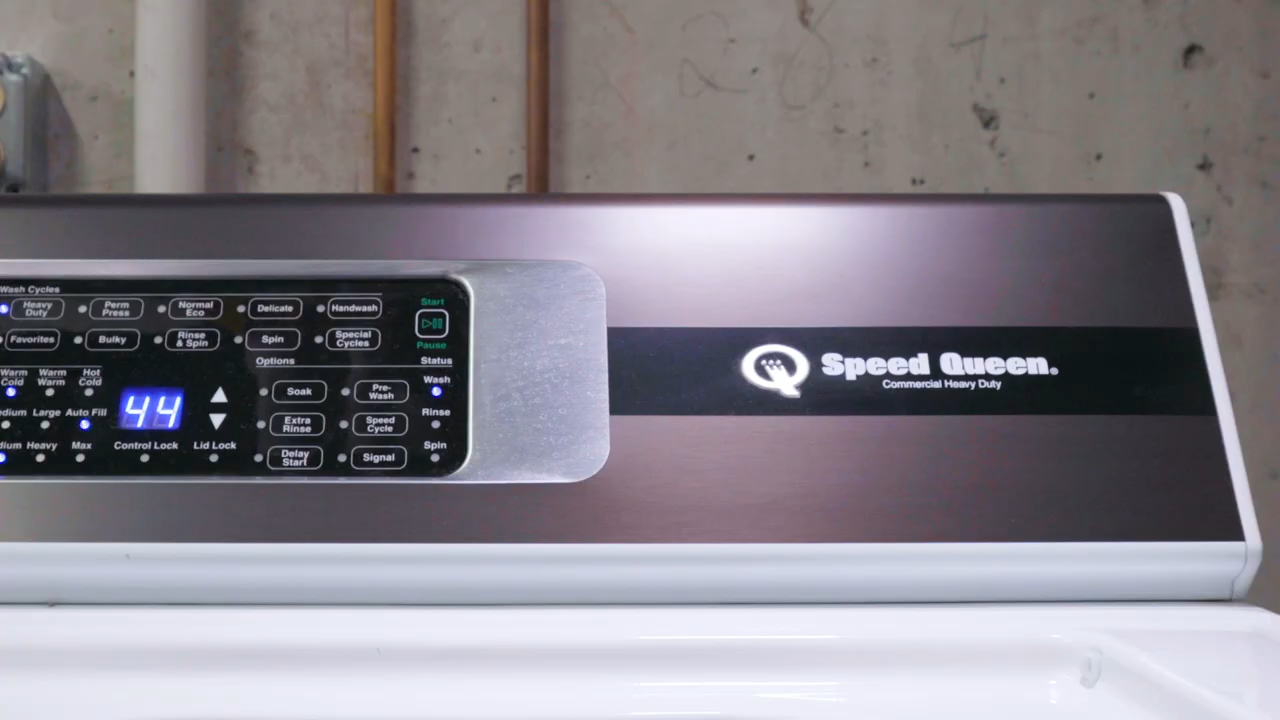 Wash Cycles
Heavy Duty
Perm Press
Normal Eco
Delicate
Handwash
Start
Pause
Favorites
Bulky
Rinse & Spin
Spin
Special Cycles
Options
Status
Warm Cold
Warm Warm
Hot Cold
Soak
Pre-Wash
Wash
Large
Auto Fill
44
Extra Rinse
Speed Cycle
Rinse
Heavy
Max
Control Lock
Lid Lock
Delay Start
Signal
Spin
Speed Queen®
Commercial Heavy Duty